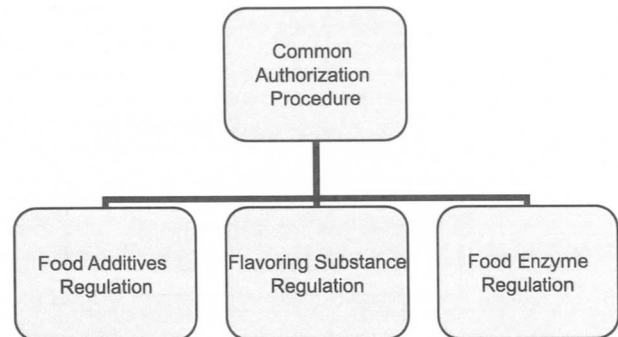 Common
Authorization
Procedure
Food Additives
Regulation
Flavoring Substance
Regulation
Food Enzyme
Regulation